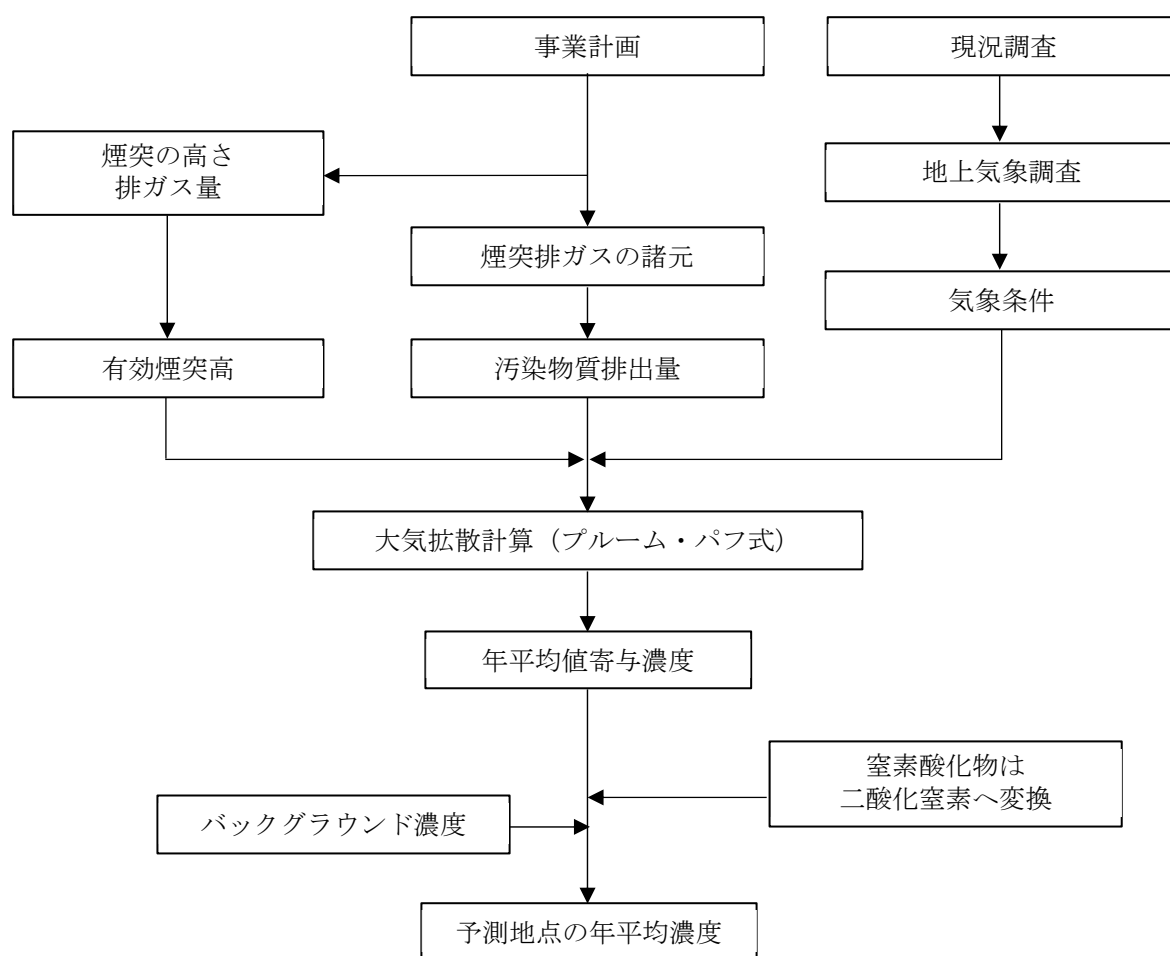 事業計画
現況調査
煙突の高さ
排ガス量
地上気象調査
煙突排ガスの諸元
気象条件
有効煙突高
汚染物質排出量
大気拡散計算（プルーム・パフ式）
年平均値寄与濃度
窒素酸化物は
二酸化窒素へ変換
バックグラウンド濃度
予測地点の年平均濃度